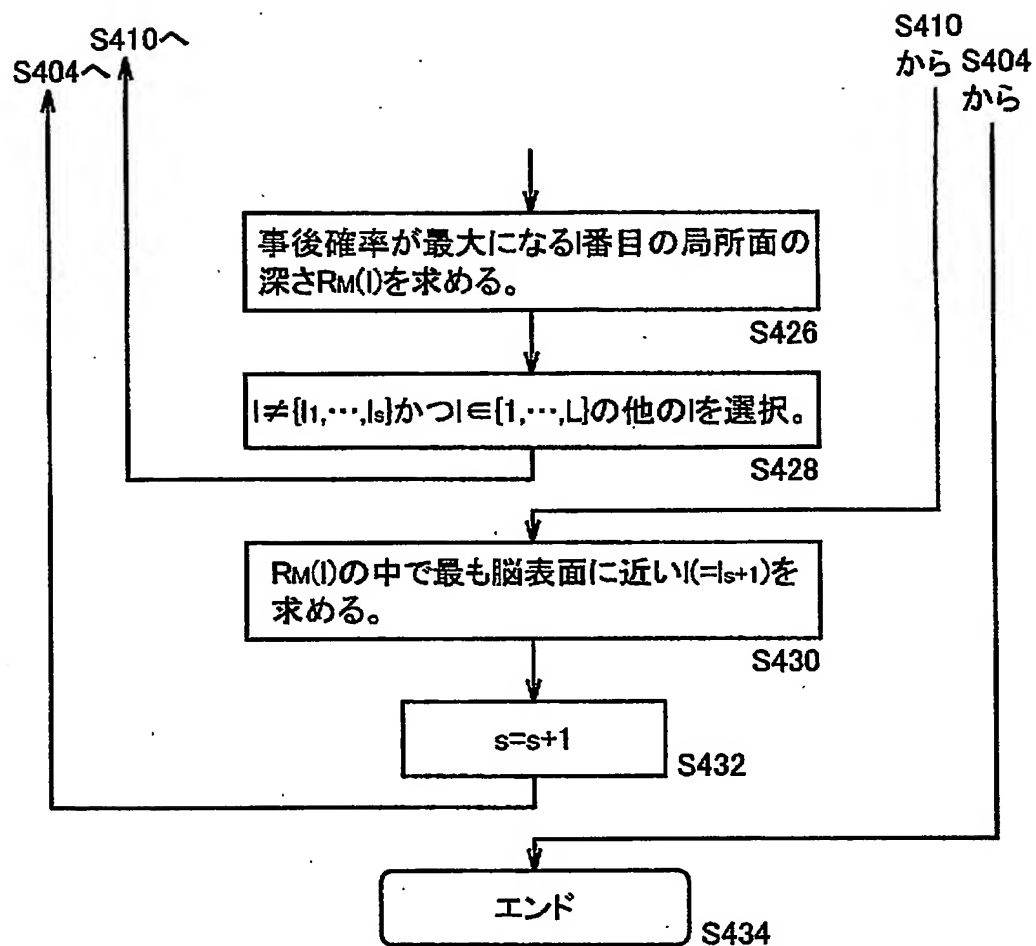 S410へ
S404へ
S410
から
S404
から
事後確率が最大になるl番目の局所面の
深さRM(l)を求める。
S426
l≠{l1,…,ls}かつl∈{1,…,L}の他のlを選択。
S428
RM(l)の中で最も脳表面に近いl(=ls+1)を
求める。
S430
s=s+1
S432
エンド
S434